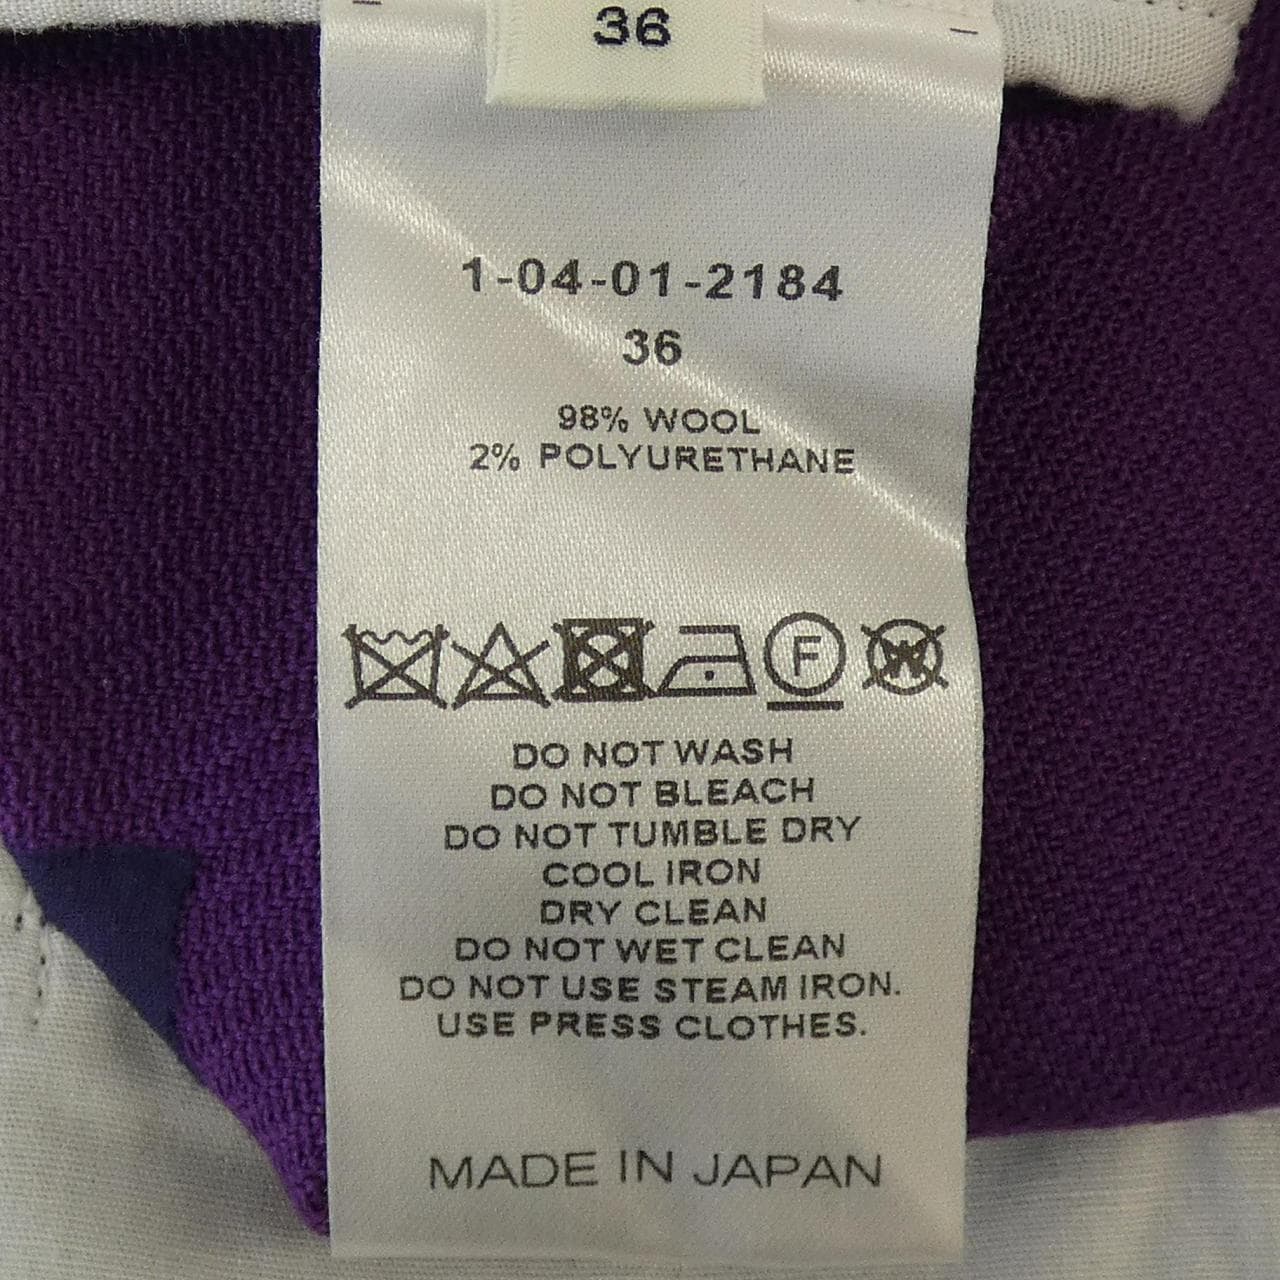 36
1-04-01-2184
36
98% WOOL
2% POLYURETHANE
F W
DO NOT WASH
DO NOT BLEACH
DO NOT TUMBLE DRY
COOL IRON
DRY CLEAN
DO NOT WET CLEAN
DO NOT USE STEAM IRON.
USE PRESS CLOTHES.
MADE IN JAPAN